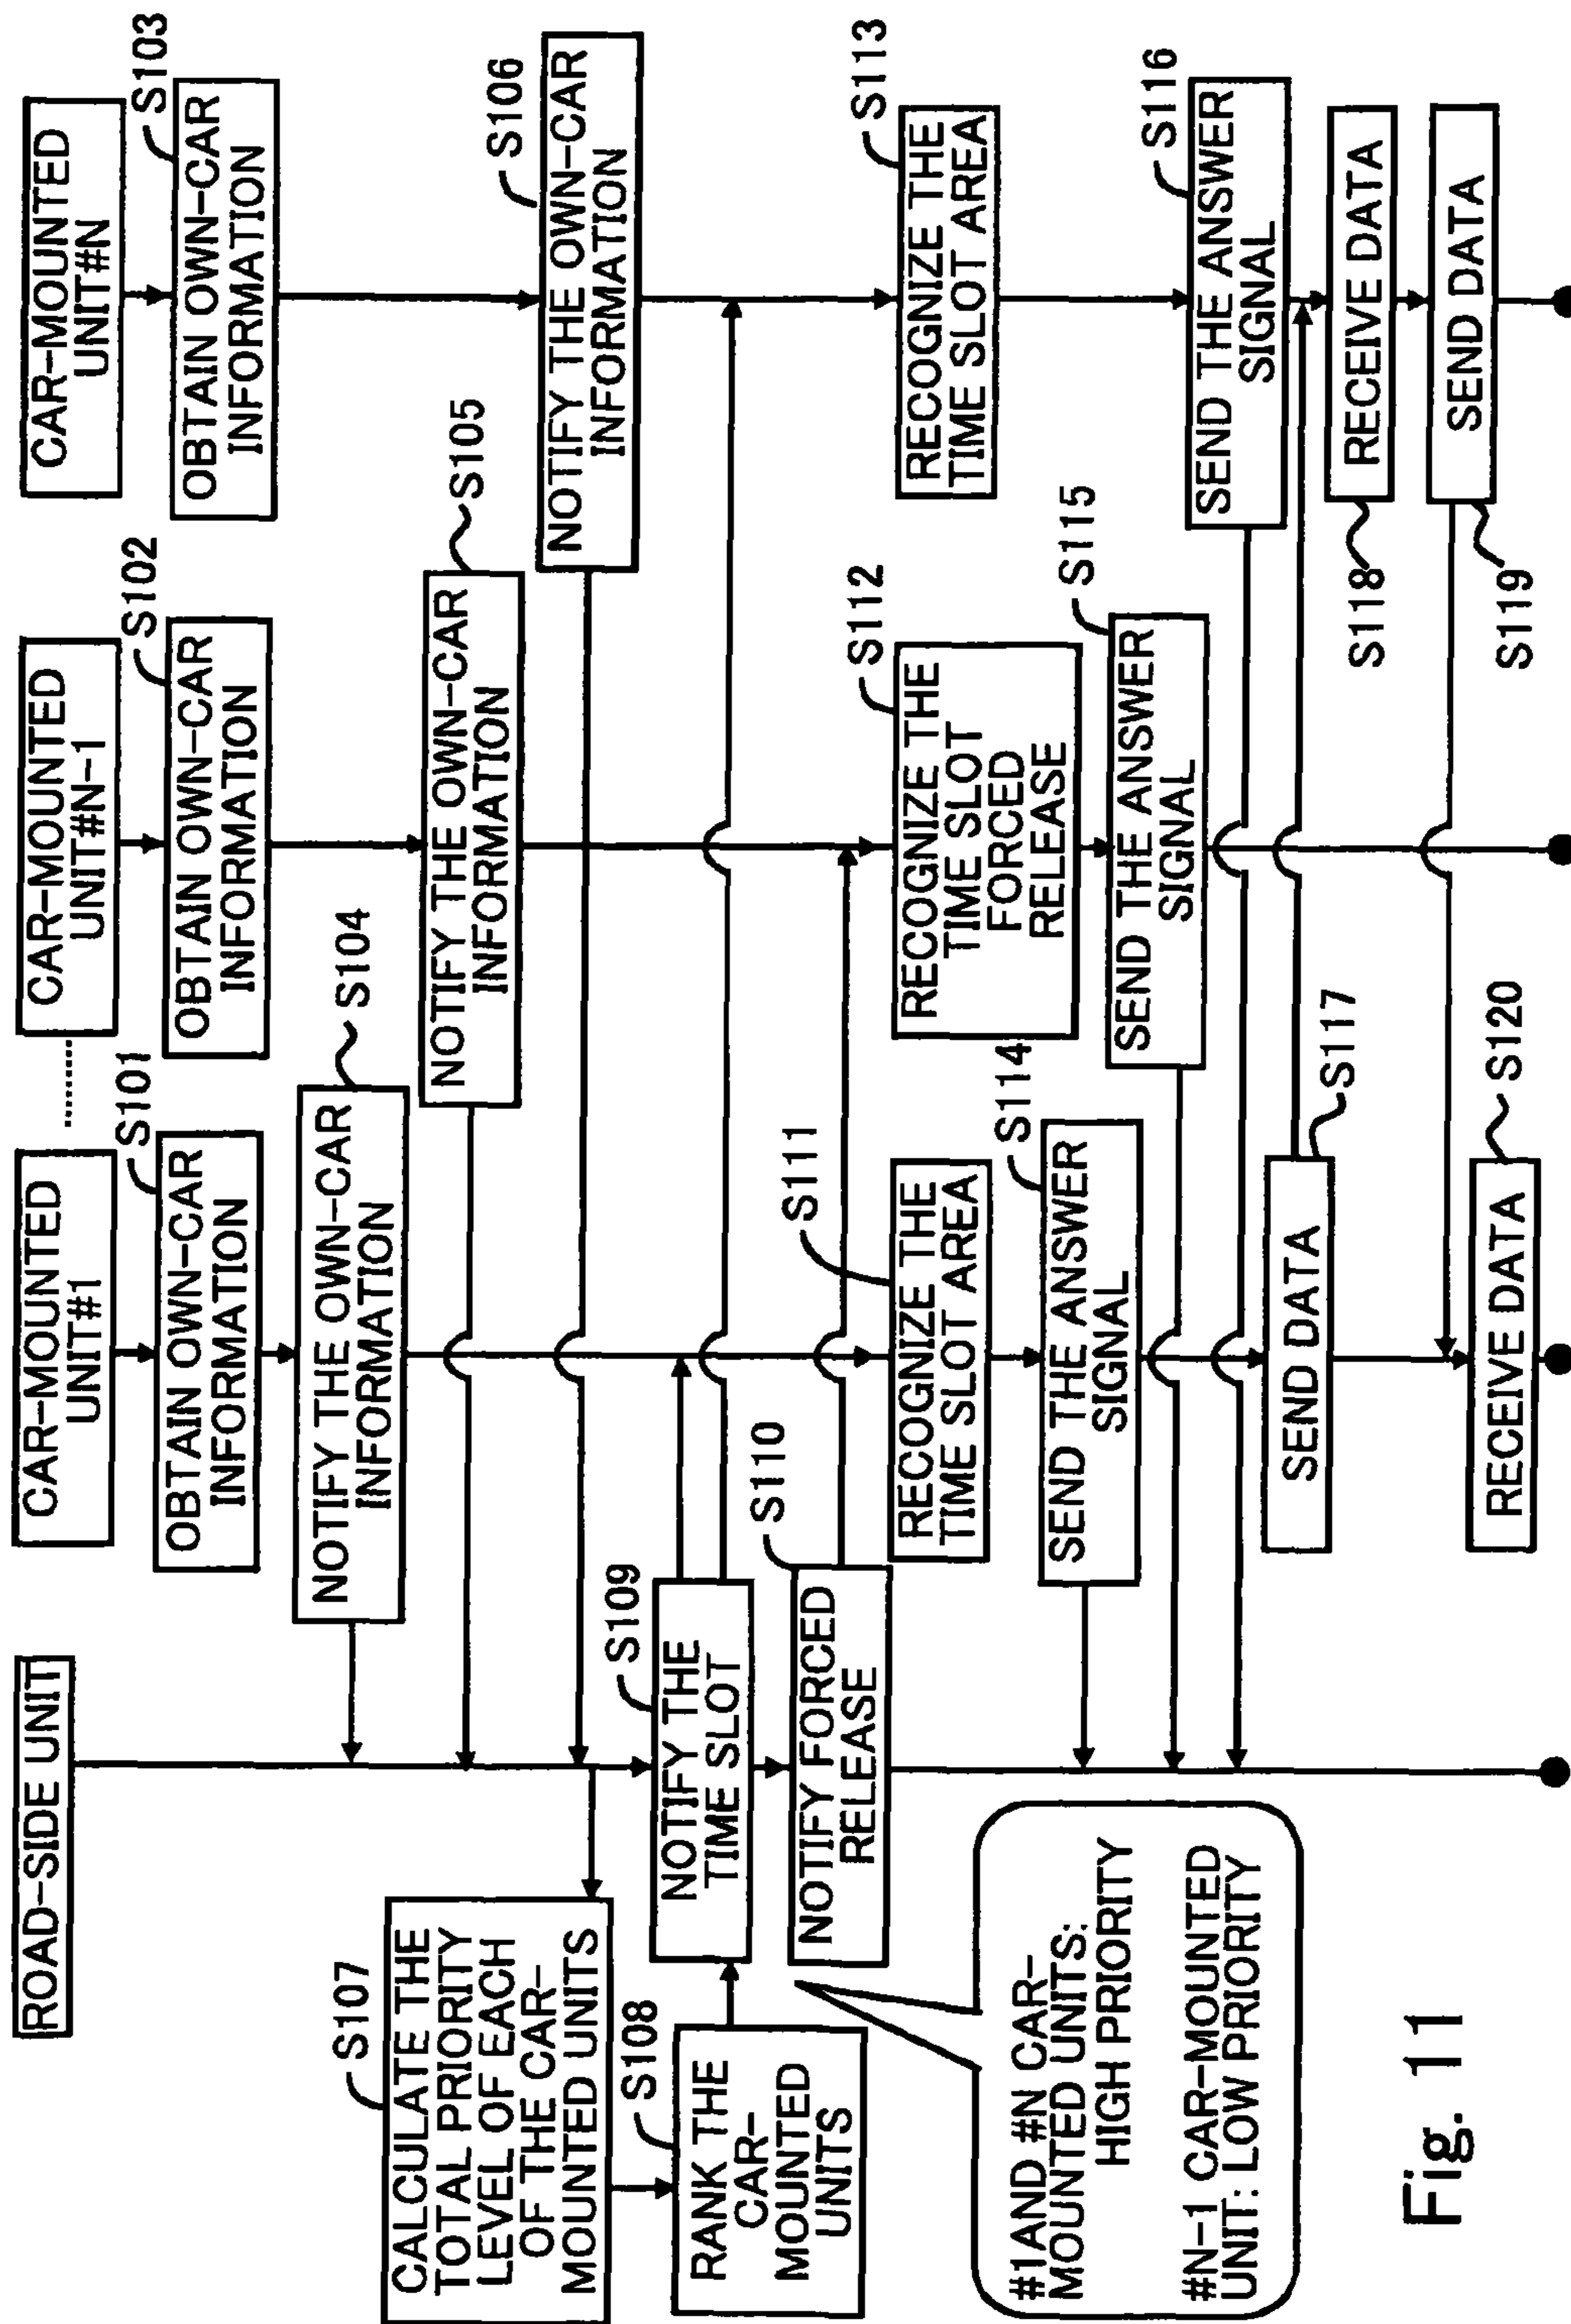 ROAD-SIDE UNIT
CAR-MOUNTED
UNIT#1
CAR-MOUNTED
UNIT#N-1
CAR-MOUNTED
UNIT#N
S101
OBTAIN OWN-CAR
INFORMATION
S102
OBTAIN OWN-CAR
INFORMATION
S103
OBTAIN OWN-CAR
INFORMATION
S104
NOTIFY THE OWN-CAR
INFORMATION
S105
NOTIFY THE OWN-CAR
INFORMATION
S106
NOTIFY THE OWN-CAR
INFORMATION
S107
CALCULATE THE
TOTAL PRIORITY
LEVEL OF EACH
OF THE CAR-
MOUNTED UNITS
S108
RANK THE
CAR-
MOUNTED
UNITS
S109
NOTIFY THE
TIME SLOT
S110
NOTIFY FORCED
RELEASE
#1AND #N CAR-
MOUNTED UNITS:
HIGH PRIORITY
#N-1 CAR-MOUNTED
UNIT: LOW PRIORITY
S111
RECOGNIZE THE
TIME SLOT AREA
S112
RECOGNIZE THE
TIME SLOT
FORCED
RELEASE
S113
RECOGNIZE THE
TIME SLOT AREA
S114
SEND THE ANSWER
SIGNAL
S115
SEND THE ANSWER
SIGNAL
S116
SEND THE ANSWER
SIGNAL
S117
SEND DATA
S118
RECEIVE DATA
S119
SEND DATA
S120
RECEIVE DATA
Fig. 11